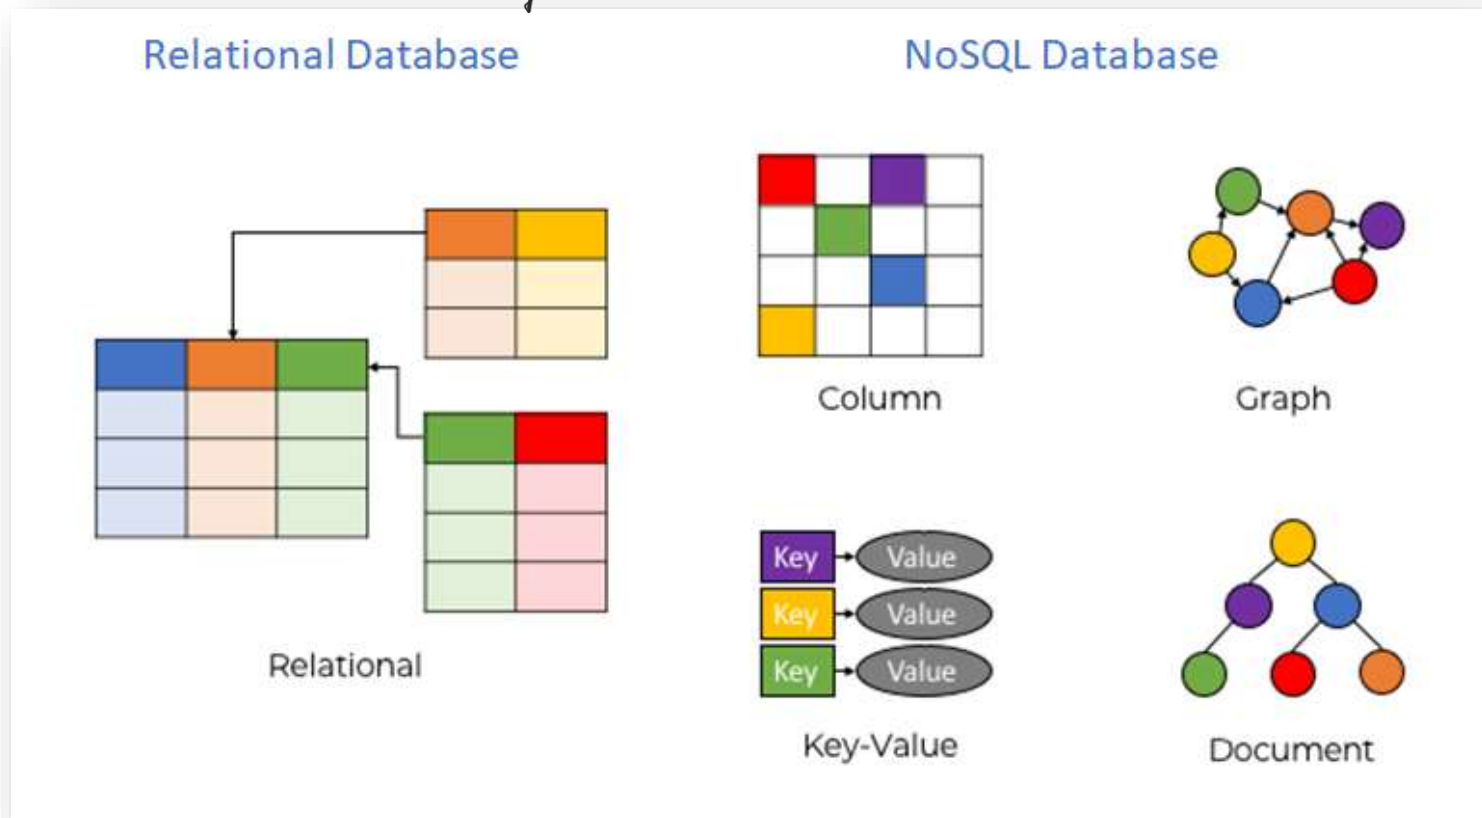 Relational Database
NoSQL Database
Column
Graph
Relational
Key Value
Key Value
Key Value
Key-Value
Document